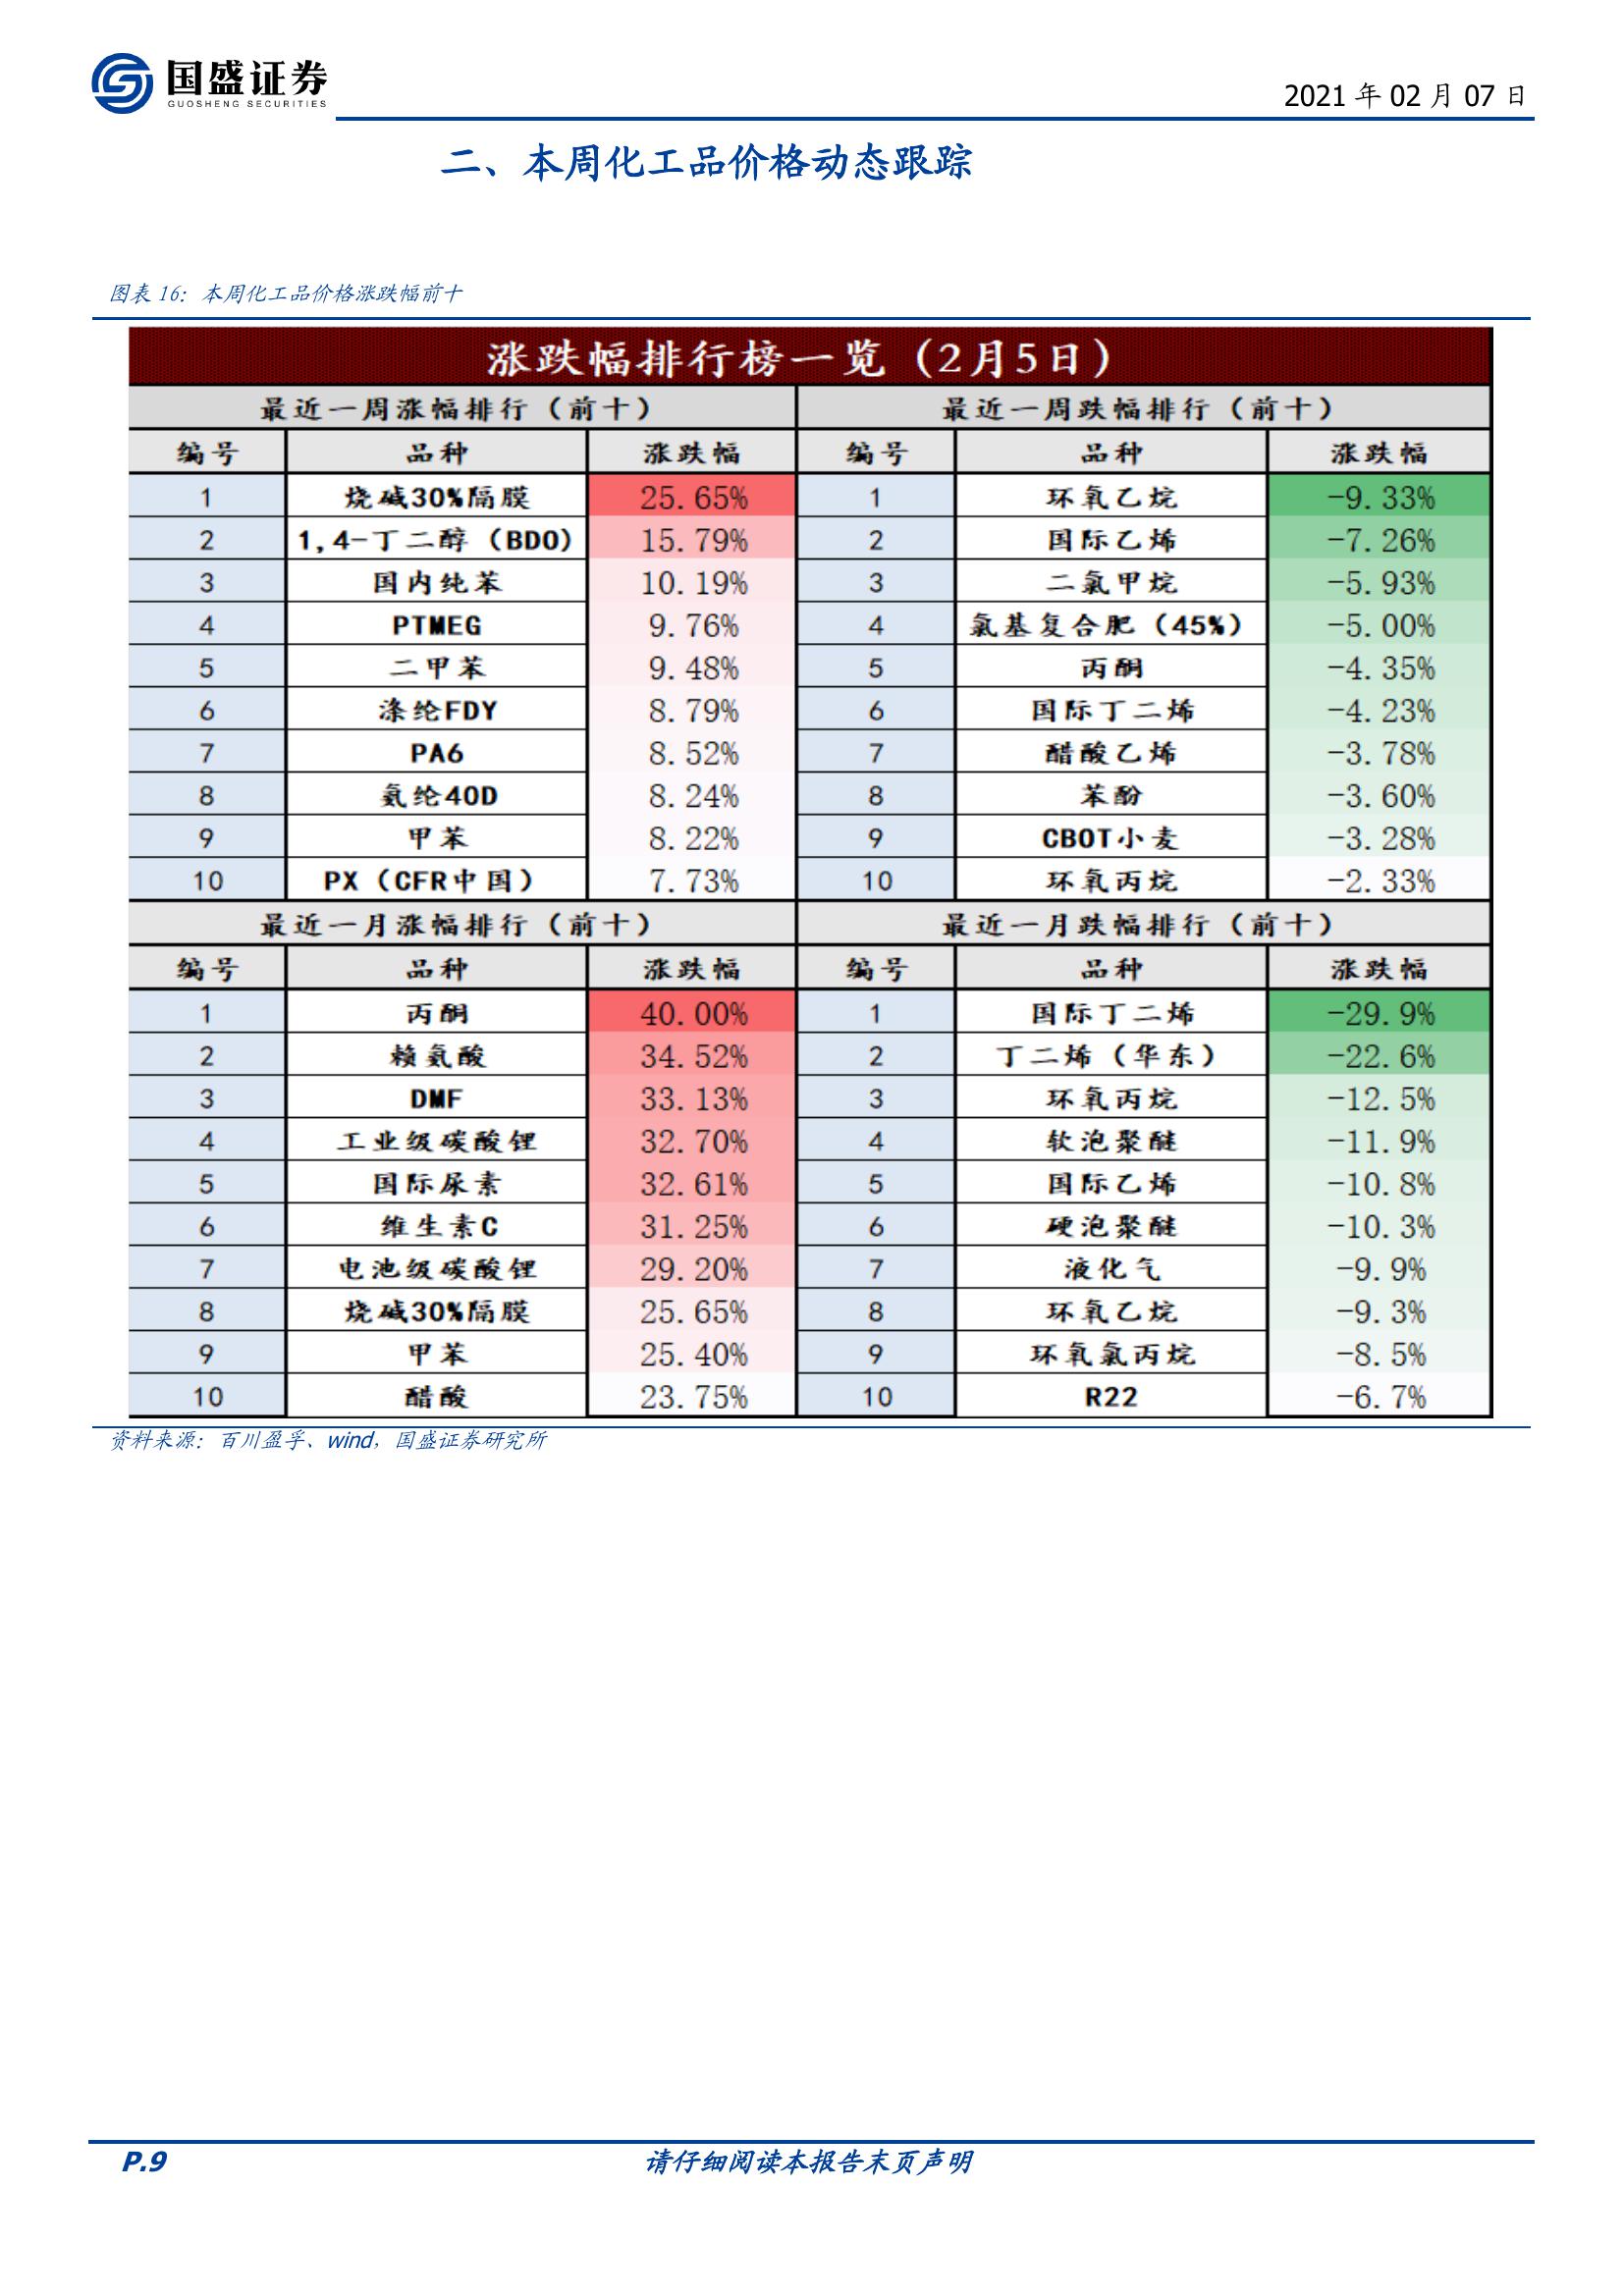 国盛证券
GUOSHENG SECURITIES
2021 年 02 月 07 日
二、本周化工品价格动态跟踪
图表 16：本周化工品价格涨跌幅前十
涨跌幅排行榜一览（2月5日）
最近一周涨幅排行（前十） 最近一周跌幅排行（前十）
编号 品种 涨跌幅 编号 品种 涨跌幅
1 烧碱30%隔膜 25.65% 1 环氧乙烷 -9.33%
2 1,4-丁二醇（BDO） 15.79% 2 国际乙烯 -7.26%
3 国内纯苯 10.19% 3 二氯甲烷 -5.93%
4 PTMEG 9.76% 4 氯基复合肥（45%） -5.00%
5 二甲苯 9.48% 5 丙酮 -4.35%
6 涤纶FDY 8.79% 6 国际丁二烯 -4.23%
7 PA6 8.52% 7 醋酸乙烯 -3.78%
8 氨纶40D 8.24% 8 苯酚 -3.60%
9 甲苯 8.22% 9 CBOT小麦 -3.28%
10 PX（CFR中国） 7.73% 10 环氧丙烷 -2.33%
最近一月涨幅排行（前十） 最近一月跌幅排行（前十）
编号 品种 涨跌幅 编号 品种 涨跌幅
1 丙酮 40.00% 1 国际丁二烯 -29.9%
2 赖氨酸 34.52% 2 丁二烯（华东） -22.6%
3 DMF 33.13% 3 环氧丙烷 -12.5%
4 工业级碳酸锂 32.70% 4 软泡聚醚 -11.9%
5 国际尿素 32.61% 5 国际乙烯 -10.8%
6 维生素C 31.25% 6 硬泡聚醚 -10.3%
7 电池级碳酸锂 29.20% 7 液化气 -9.9%
8 烧碱30%隔膜 25.65% 8 环氧乙烷 -9.3%
9 甲苯 25.40% 9 环氧氯丙烷 -8.5%
10 醋酸 23.75% 10 R22 -6.7%
资料来源：百川盈孚、wind，国盛证券研究所
P.9 请仔细阅读本报告末页声明